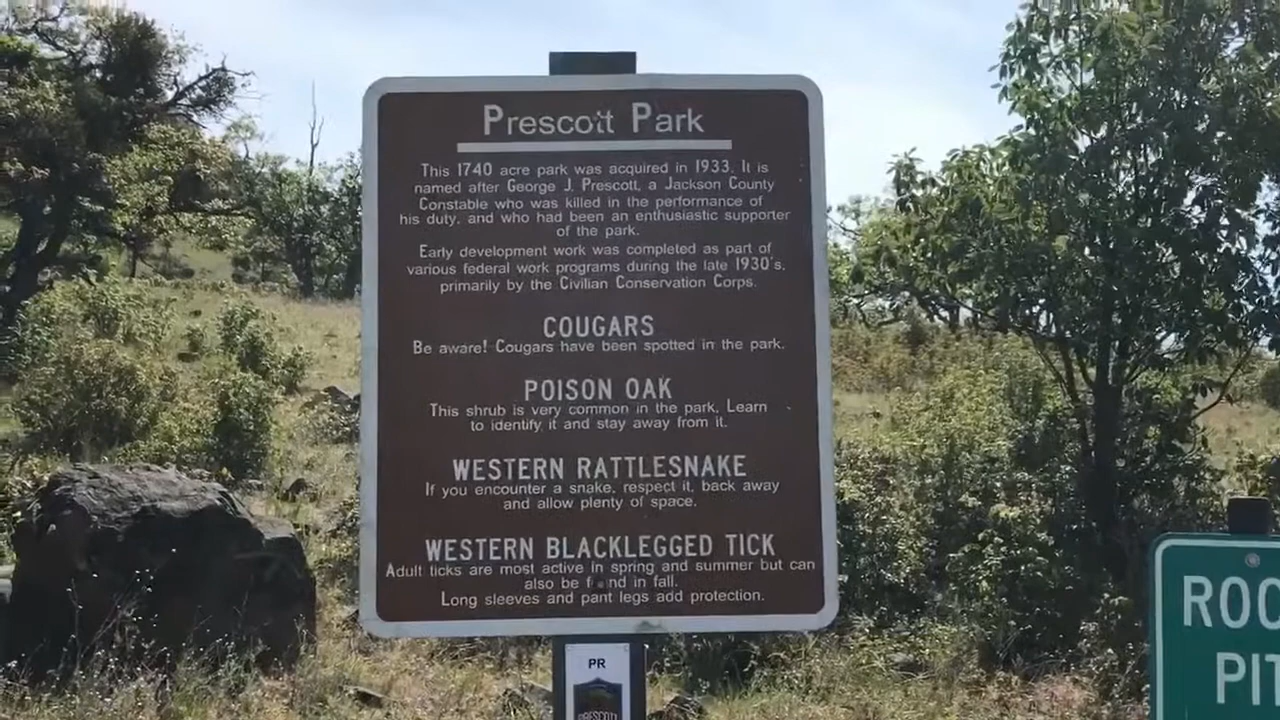 Prescott Park
This 1740 acre park was acquired in 1933. It is
named after George J. Prescott, a Jackson County
Constable who was killed in the performance of
his duty, and who had been an enthusiastic supporter
of the park.
Early development work was completed as part of
various federal work programs during the late 1930's,
primarily by the Civilian Conservation Corps.
COUGARS
Be aware! Cougars have been spotted in the park.
POISON OAK
This shrub is very common in the park. Learn
to identify it and stay away from it.
WESTERN RATTLESNAKE
If you encounter a snake, respect it, back away
and allow plenty of space.
WESTERN BLACKLEGGED TICK
Adult ticks are most active in spring and summer but can
also be f nd in fall.
Long sleeves and pant legs add protection.
PR
PRESCOTT
ROC
PIT